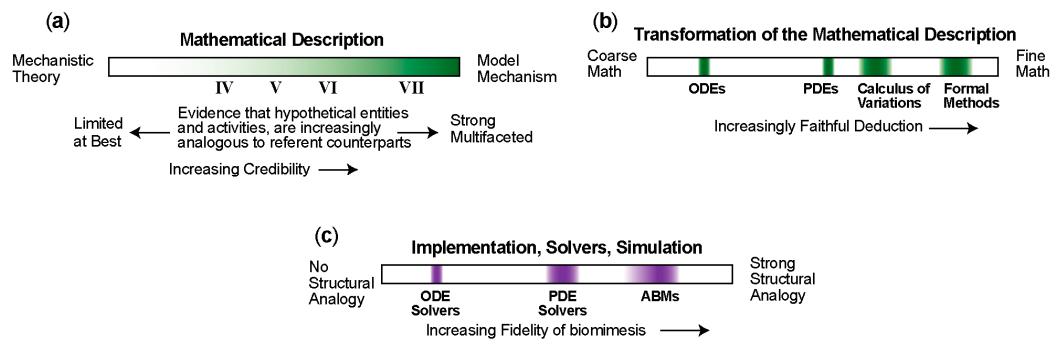 (a)
Mathematical Description
Mechanistic
Theory
Model
Mechanism
IV V VI VII
Evidence that hypothetical entities
and activities, are increasingly
analogous to referent counterparts
Limited
at Best
Strong
Multifaceted
Increasing Credibility
(b)
Transformation of the Mathematical Description
Coarse
Math
Fine
Math
ODEs
PDEs
Calculus of
Variations
Formal
Methods
Increasingly Faithful Deduction
(c)
Implementation, Solvers, Simulation
No
Structural
Analogy
Strong
Structural
Analogy
ODE
Solvers
PDE
Solvers
ABMs
Increasing Fidelity of biomimesis